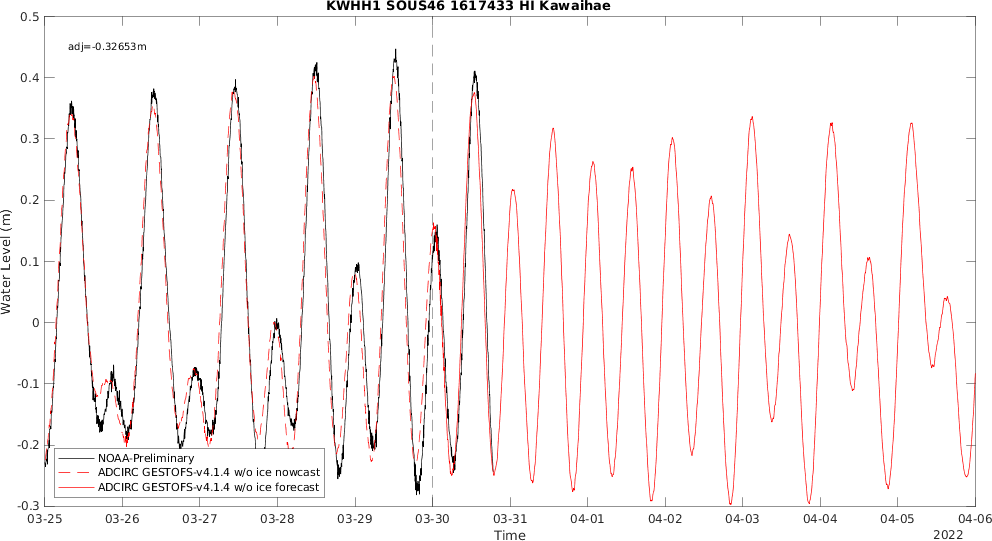 KWHH1 SOUS46 1617433 HI Kawaihae
adj=-0.32653m
0.5
0.4
0.3
0.2
0.1
0
-0.1
-0.2
-0.3
Water Level (m)
NOAA-Preliminary
ADCIRC GESTOFS-v4.1.4 w/o ice nowcast
ADCIRC GESTOFS-v4.1.4 w/o ice forecast
03-25 03-26 03-27 03-28 03-29 03-30 03-31 04-01 04-02 04-03 04-04 04-05 04-06
Time
2022